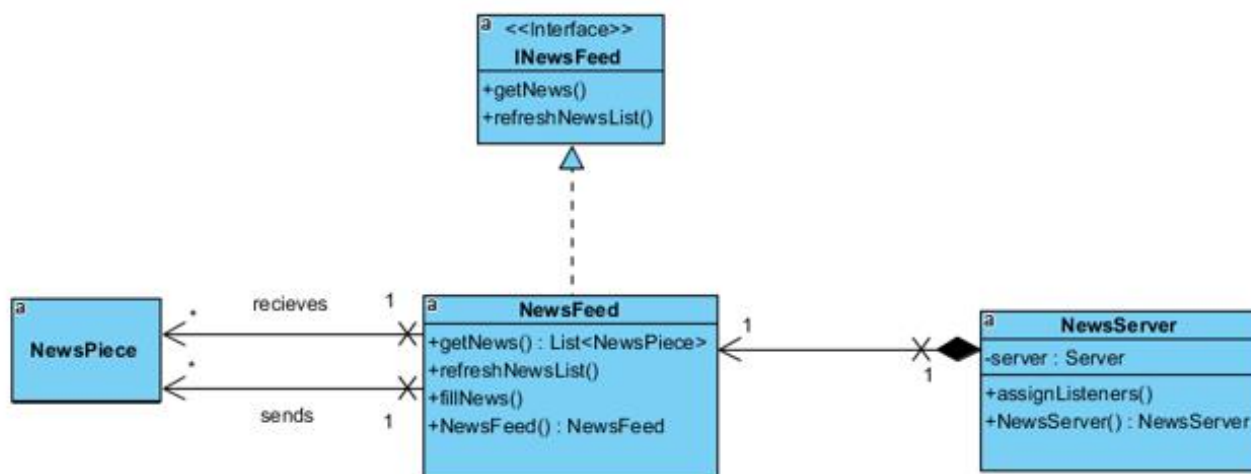 a
<<Interface>>
INewsFeed
+getNews()
+refreshNewsList()
a
NewsPiece
*
recieves
1
*
sends
1
a
NewsFeed
+getNews() : List<NewsPiece>
+refreshNewsList()
+fillNews()
+NewsFeed() : NewsFeed
1
1
a
NewsServer
-server : Server
+assignListeners()
+NewsServer() : NewsServer